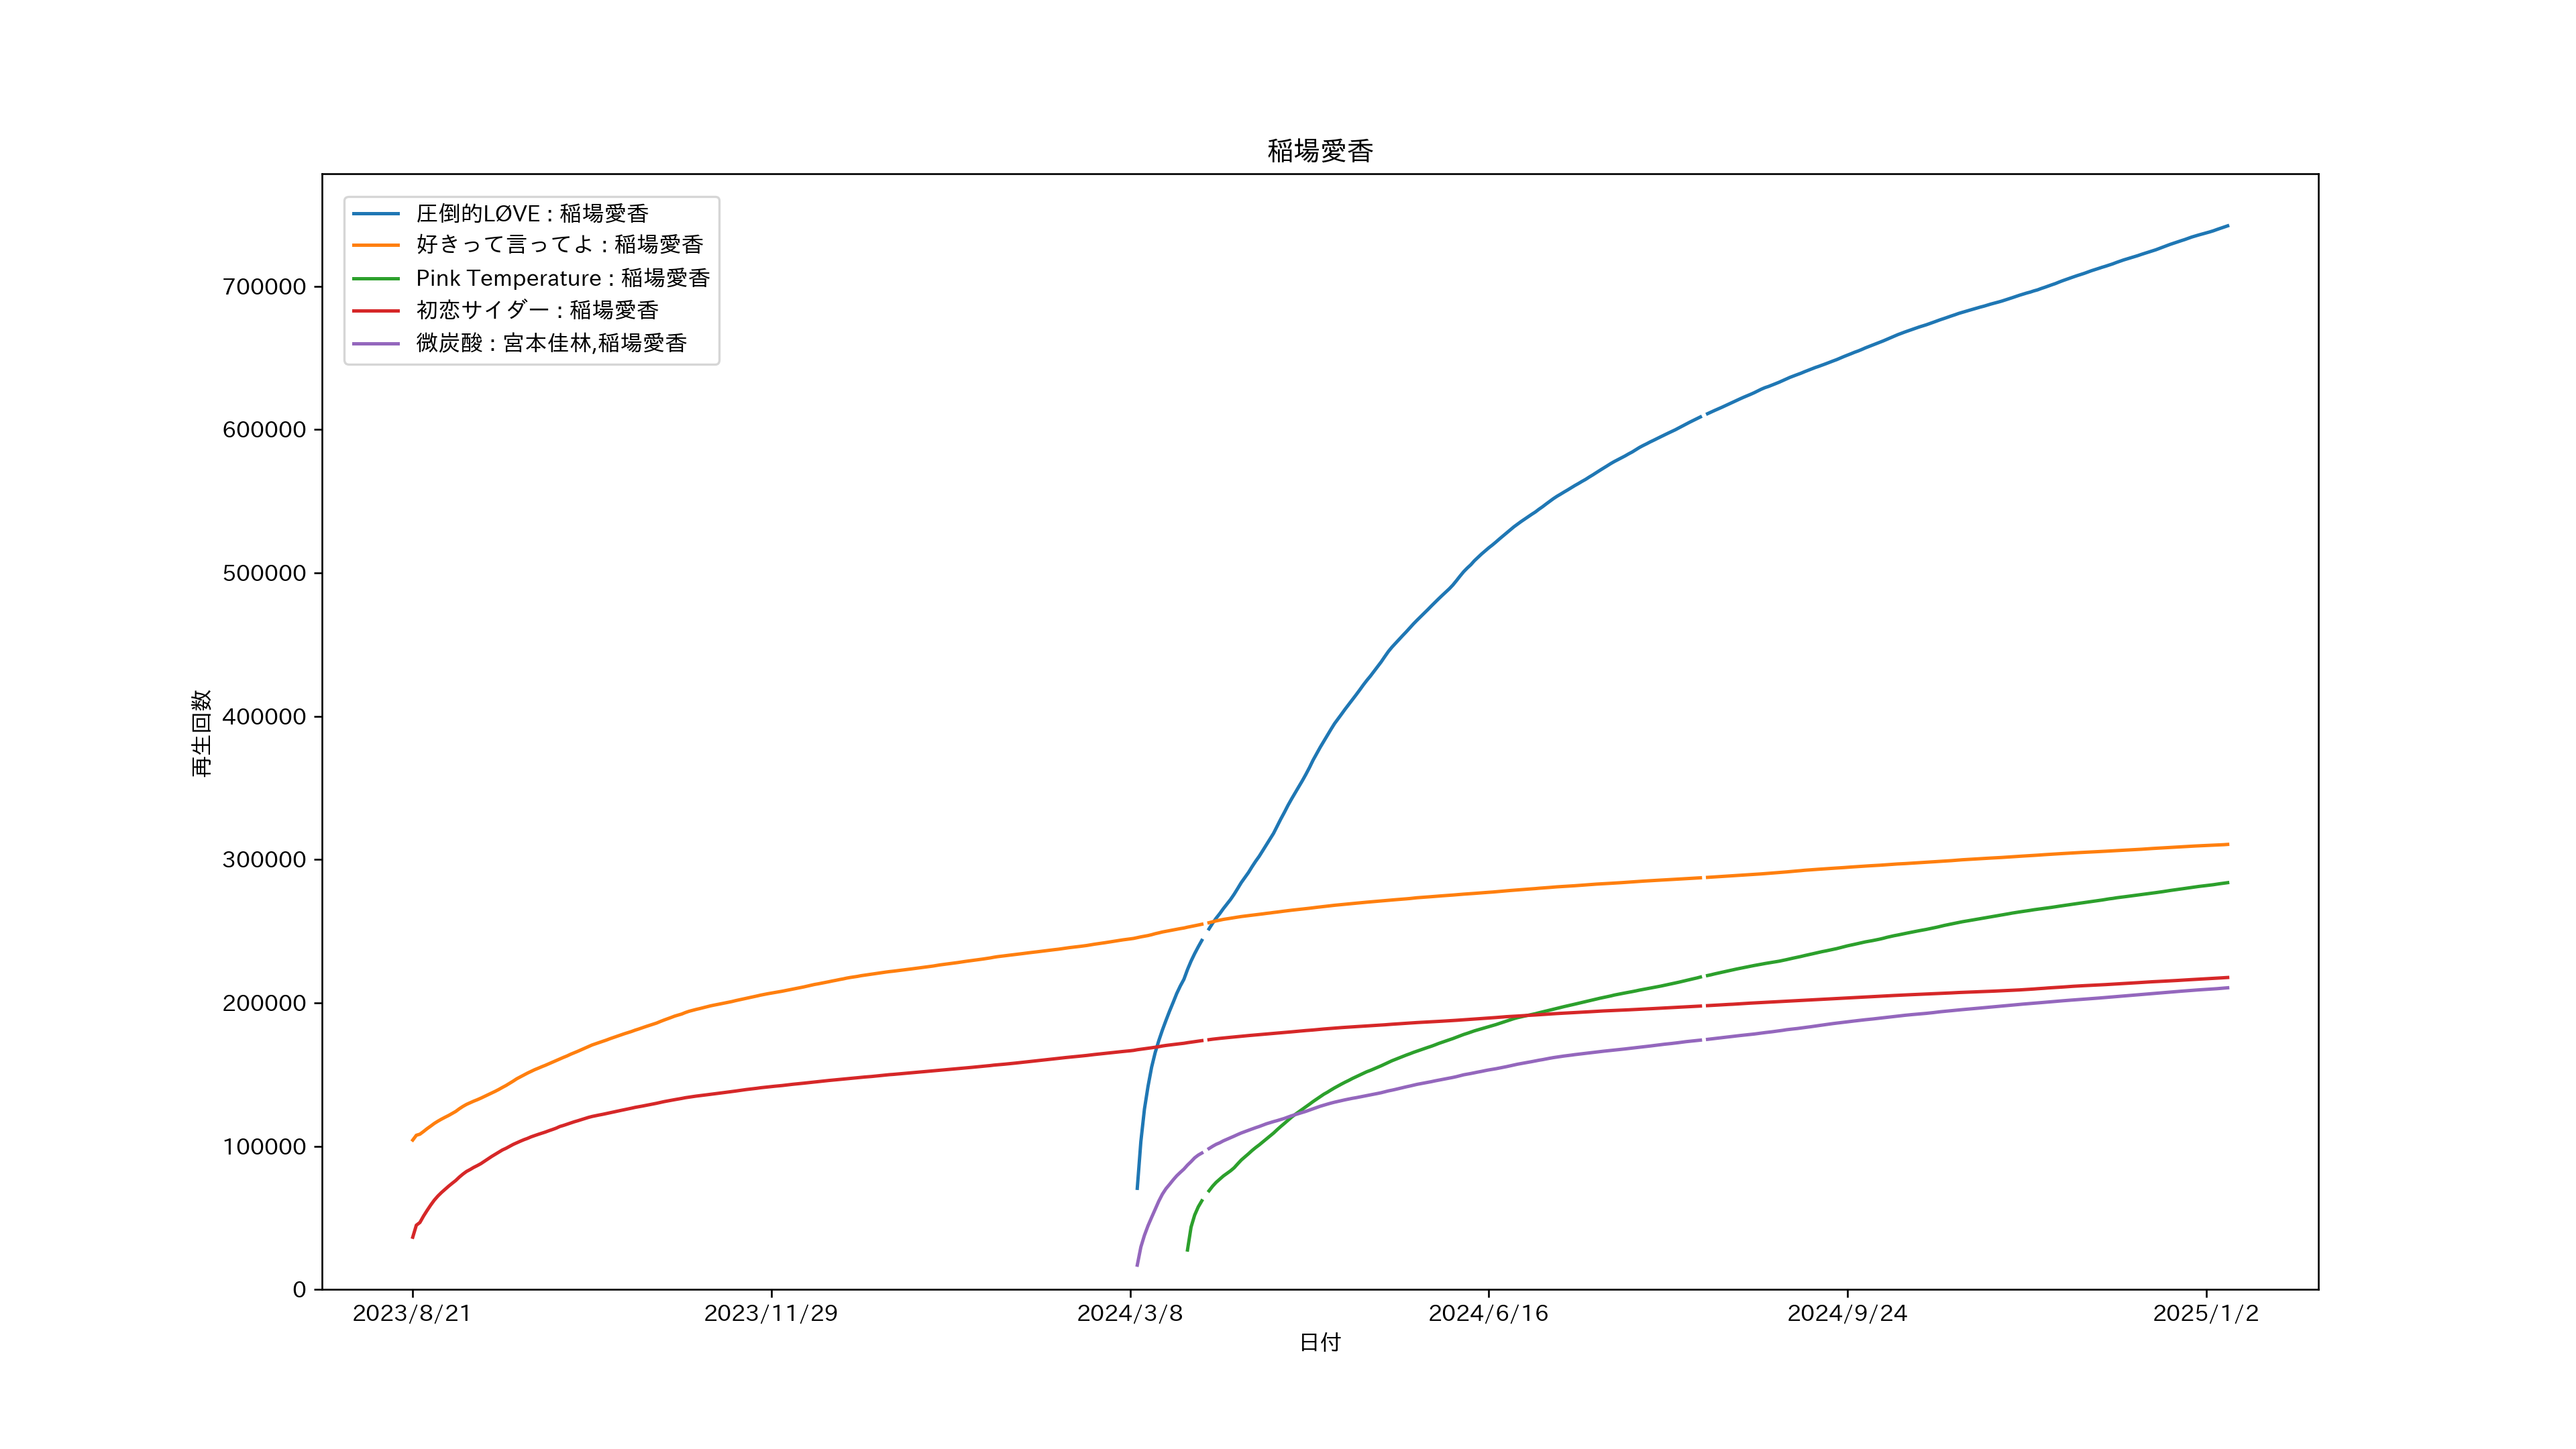 稲場愛香
圧倒的LØVE : 稲場愛香
好きって言ってよ : 稲場愛香
Pink Temperature : 稲場愛香
初恋サイダー : 稲場愛香
微炭酸 : 宮本佳林,稲場愛香
700000
600000
500000
400000
300000
200000
100000
0
再生回数
2023/8/21
2023/11/29
2024/3/8
2024/6/16
2024/9/24
2025/1/2
日付